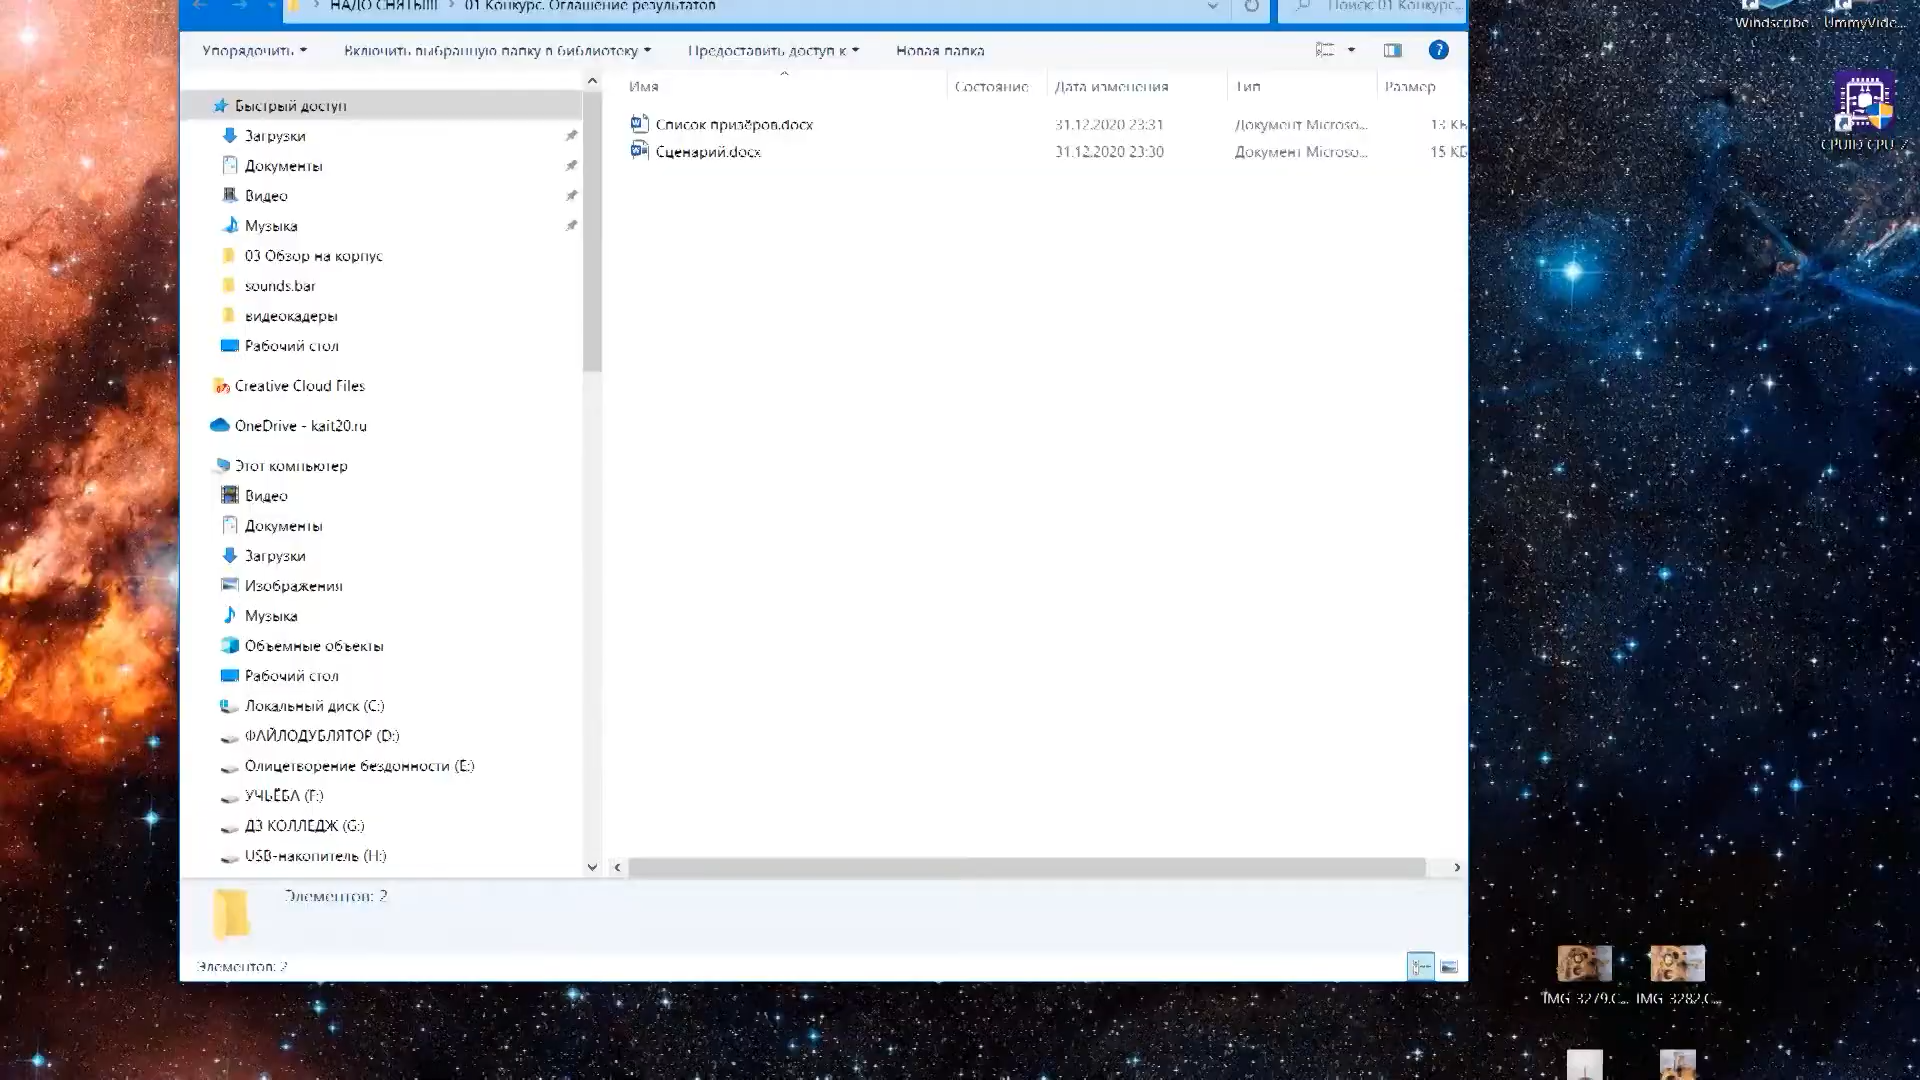 НАДО СНЯТЬ!!! 01 Конкурс. Оглашение результатов Поиск: 01 Конкурс...
Windscribe UmmyVide...
Упорядочить Включить выбранную папку в библиотеку Предоставить доступ к Новая папка
Имя Состояние Дата изменения Тип Размер
Список призёров.docx 31.12.2020 23:31 Документ Microso... 13 КБ
Сценарий.docx 31.12.2020 23:30 Документ Microso... 15 КБ
CPUID CPU-Z
Быстрый доступ
Загрузки
Документы
Видео
Музыка
03 Обзор на корпус
sounds.bar
видеокадеры
Рабочий стол
Creative Cloud Files
OneDrive - kait20.ru
Этот компьютер
Видео
Документы
Загрузки
Изображения
Музыка
Объемные объекты
Рабочий стол
Локальный диск (C:)
ФАЙЛОДУБЛЯТОР (D:)
Олицетворение бездонности (E:)
УЧЬЁБА (F:)
ДЗ КОЛЛЕДЖ (G:)
USB-накопитель (H:)
Элементов: 2
Элементов: 2
IMG_3279.C... IMG_3282.C...